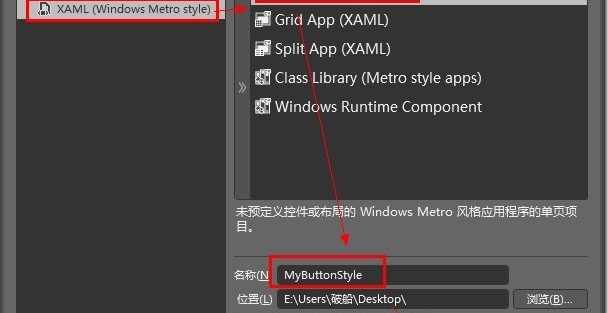 XAML (Windows Metro style)
Grid App (XAML)
Split App (XAML)
Class Library (Metro style apps)
Windows Runtime Component
未预定义控件或布局的 Windows Metro 风格应用程序的单页项
目。
名称(N
MyButtonStyle
位置(L)
E:\Users\破船\Desktop\
浏览(B)...